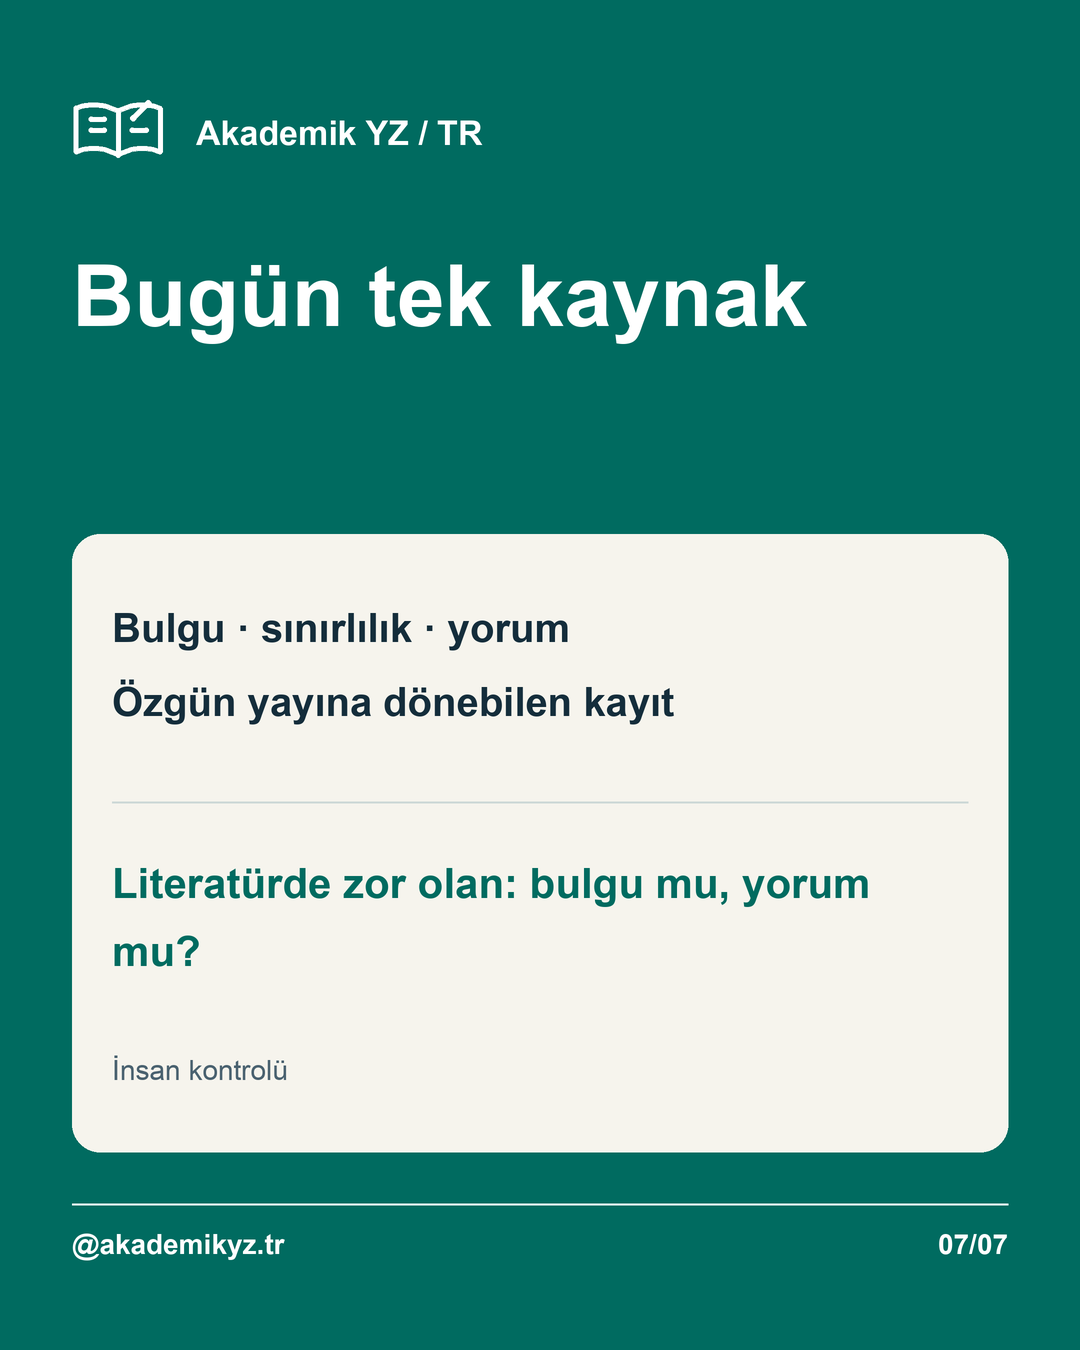 Akademik YZ / TR
Bugün tek kaynak
Bulgu · sınırlılık · yorum
Özgün yayına dönebilen kayıt
Literatürde zor olan: bulgu mu, yorum
mu?
İnsan kontrolü
@akademikyz.tr
07/07